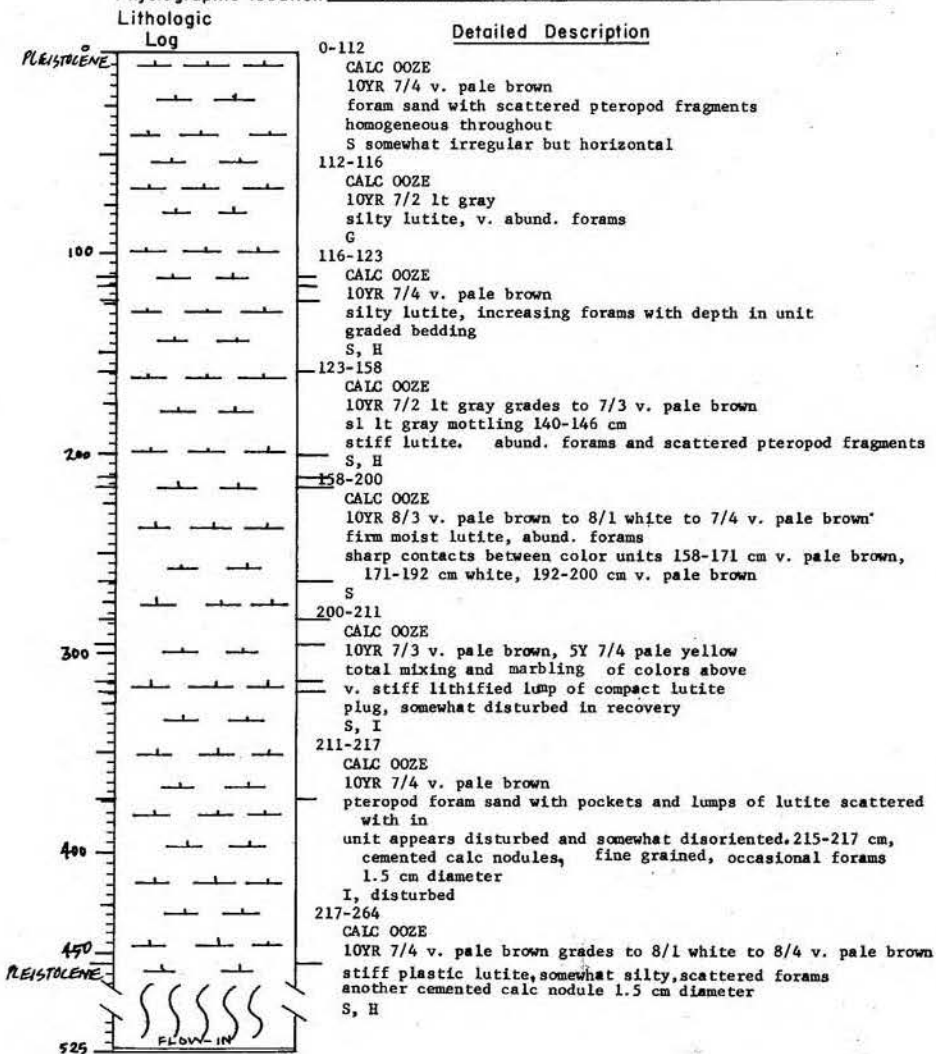 Lithologic
Log
Detailed Description
PLEISTOCENE
0
100
200
300
400
450
PLEISTOCENE
FLOW-IN
525
0-112
CALC OOZE
10YR 7/4 v. pale brown
foram sand with scattered pteropod fragments
homogeneous throughout
S somewhat irregular but horizontal
112-116
CALC OOZE
10YR 7/2 lt gray
silty lutite, v. abund. forams
G
116-123
CALC OOZE
10YR 7/4 v. pale brown
silty lutite, increasing forams with depth in unit
graded bedding
S, H
123-158
CALC OOZE
10YR 7/2 lt gray grades to 7/3 v. pale brown
sl lt gray mottling 140-146 cm
stiff lutite. abund. forams and scattered pteropod fragments
S, H
158-200
CALC OOZE
10YR 8/3 v. pale brown to 8/1 white to 7/4 v. pale brown
firm moist lutite, abund. forams
sharp contacts between color units 158-171 cm v. pale brown,
171-192 cm white, 192-200 cm v. pale brown
S
200-211
CALC OOZE
10YR 7/3 v. pale brown, 5Y 7/4 pale yellow
total mixing and marbling of colors above
v. stiff lithified lump of compact lutite
plug, somewhat disturbed in recovery
S, I
211-217
CALC OOZE
10YR 7/4 v. pale brown
pteropod foram sand with pockets and lumps of lutite scattered
with in
unit appears disturbed and somewhat disoriented. 215-217 cm,
cemented calc nodules, fine grained, occasional forams
1.5 cm diameter
I, disturbed
217-264
CALC OOZE
10YR 7/4 v. pale brown grades to 8/1 white to 8/4 v. pale brown
stiff plastic lutite, somewhat silty, scattered forams
another cemented calc nodule 1.5 cm diameter
S, H